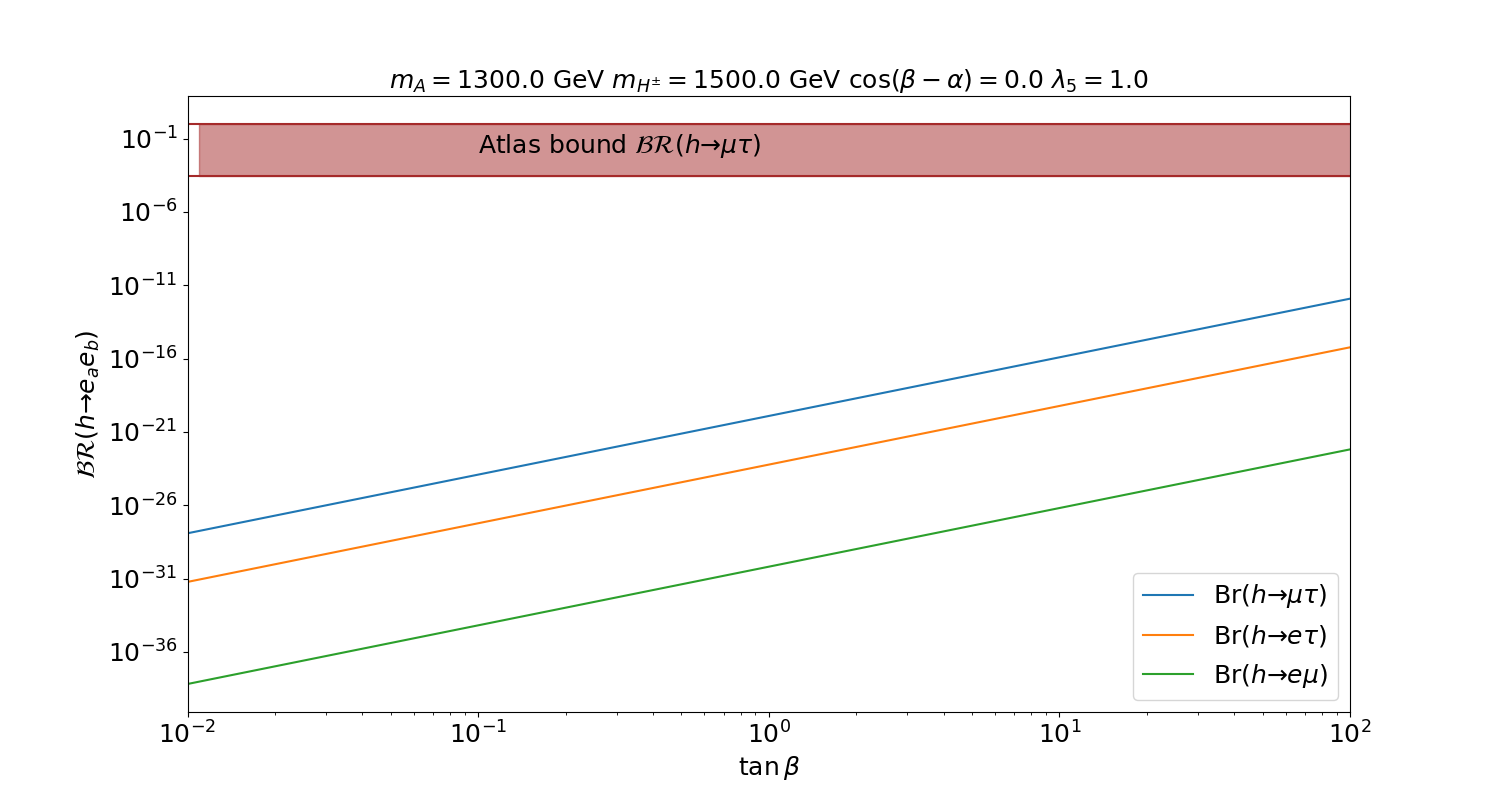 m_A = 1300.0 GeV m_{H^±} = 1500.0 GeV cos(β − α) = 0.0 λ_5 = 1.0
10^{−1}
Atlas bound ℬℛ(h→μτ)
10^{−6}
10^{−11}
10^{−16}
10^{−21}
10^{−26}
10^{−31}
10^{−36}
ℬℛ(h→e_a e_b)
Br(h→μτ)
Br(h→eτ)
Br(h→eμ)
10^{−2} 10^{−1} 10^0 10^1 10^2
tan β